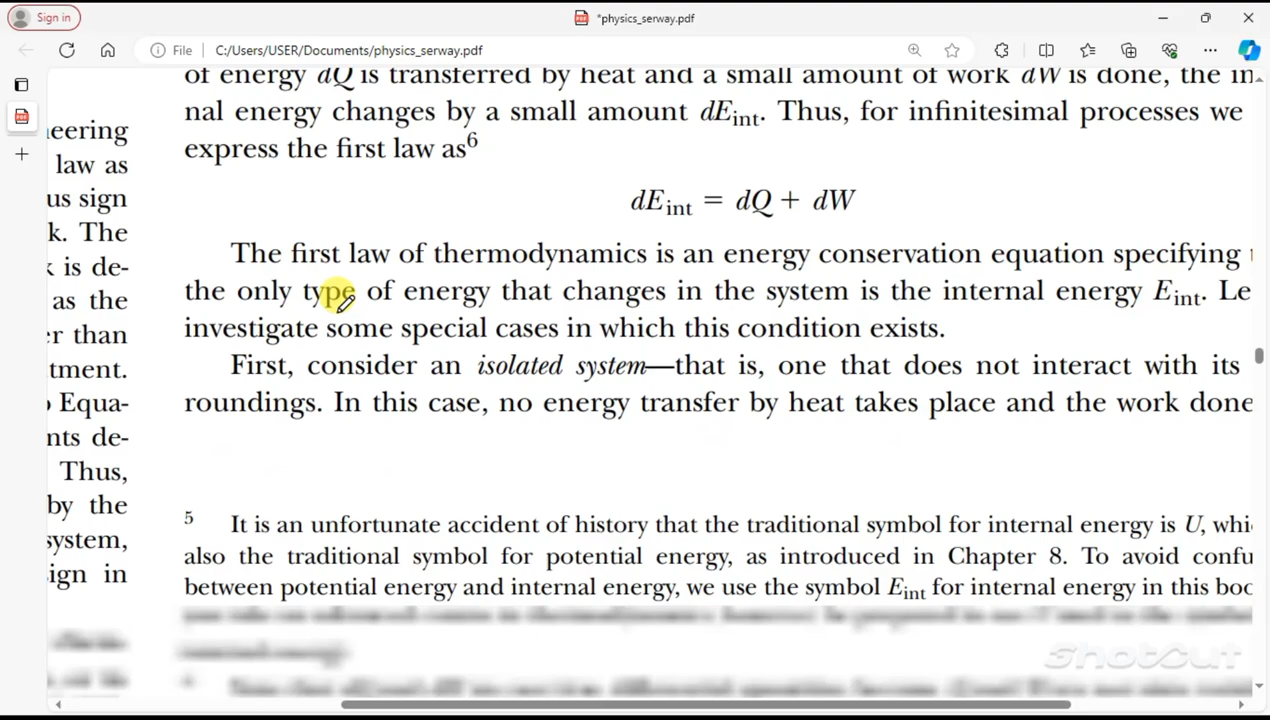 Sign in
*physics_serway.pdf
File
C:/Users/USER/Documents/physics_serway.pdf
of energy dQ is transferred by heat and a small amount of work dW is done, the in
nal energy changes by a small amount dEint. Thus, for infinitesimal processes we
express the first law as6
dEint = dQ + dW
The first law of thermodynamics is an energy conservation equation specifying
the only type of energy that changes in the system is the internal energy Eint. Le
investigate some special cases in which this condition exists.
First, consider an isolated system—that is, one that does not interact with its
roundings. In this case, no energy transfer by heat takes place and the work done
5 It is an unfortunate accident of history that the traditional symbol for internal energy is U, whi
also the traditional symbol for potential energy, as introduced in Chapter 8. To avoid confu
between potential energy and internal energy, we use the symbol Eint for internal energy in this boo
neering
law as
us sign
k. The
k is de-
as the
er than
tment.
o Equa-
nts de-
Thus,
by the
system,
ign in
Shotcut